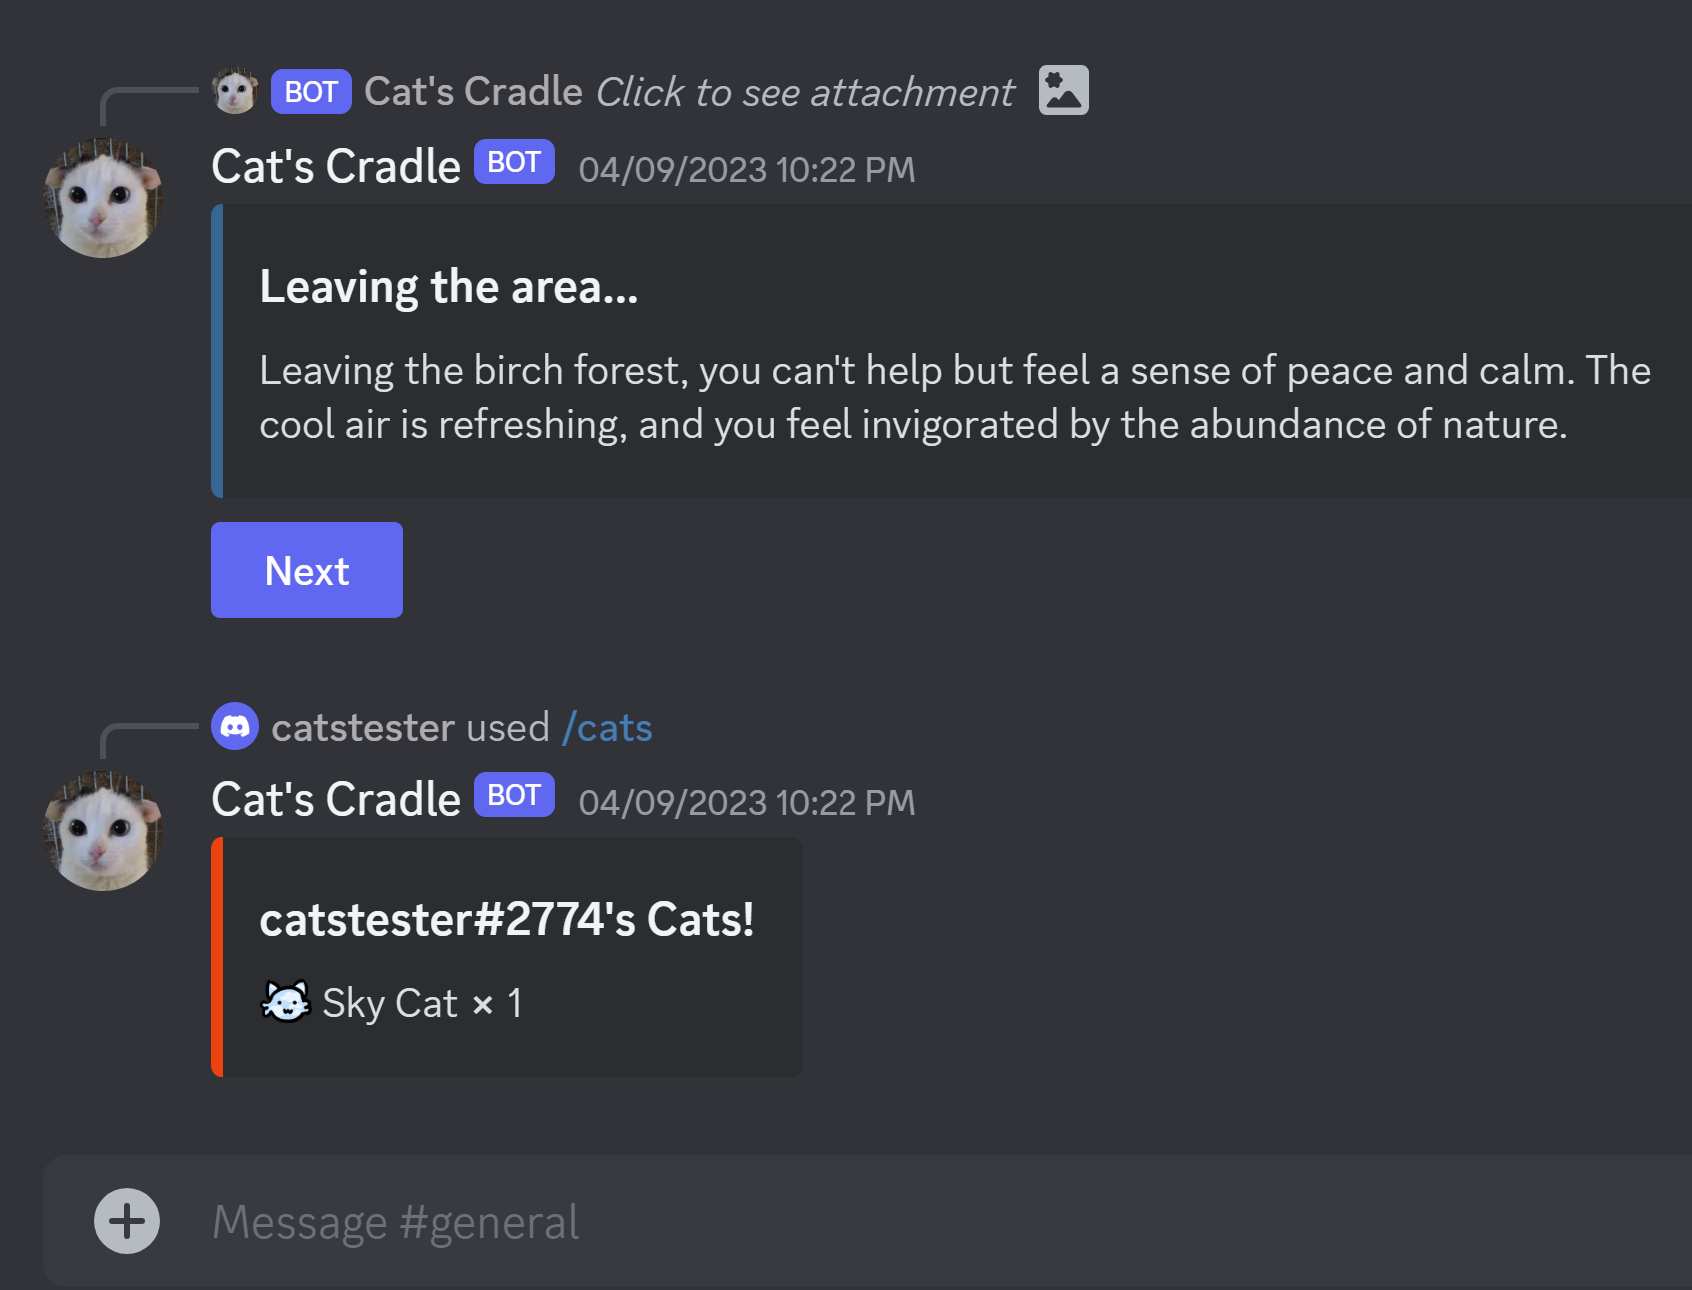 BOT Cat's Cradle Click to see attachment
Cat's Cradle BOT 04/09/2023 10:22 PM
Leaving the area...
Leaving the birch forest, you can't help but feel a sense of peace and calm. The
cool air is refreshing, and you feel invigorated by the abundance of nature.
Next
catstester used /cats
Cat's Cradle BOT 04/09/2023 10:22 PM
catstester#2774's Cats!
Sky Cat × 1
Message #general